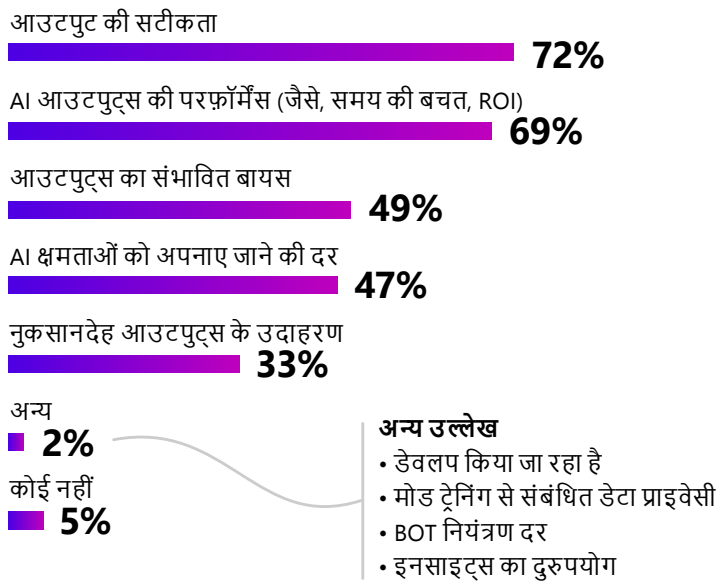 आउटपुट की सटीकता
72%
AI आउटपुट्स की परफ़ॉर्मेंस (जैसे, समय की बचत, ROI)
69%
आउटपुट्स का संभावित बायस
49%
AI क्षमताओं को अपनाए जाने की दर
47%
नुकसानदेह आउटपुट्स के उदाहरण
33%
अन्य
2%
कोई नहीं
5%
अन्य उल्लेख
• डेवलप किया जा रहा है
• मोड ट्रेनिंग से संबंधित डेटा प्राइवेसी
• BOT नियंत्रण दर
• इनसाइट्स का दुरुपयोग